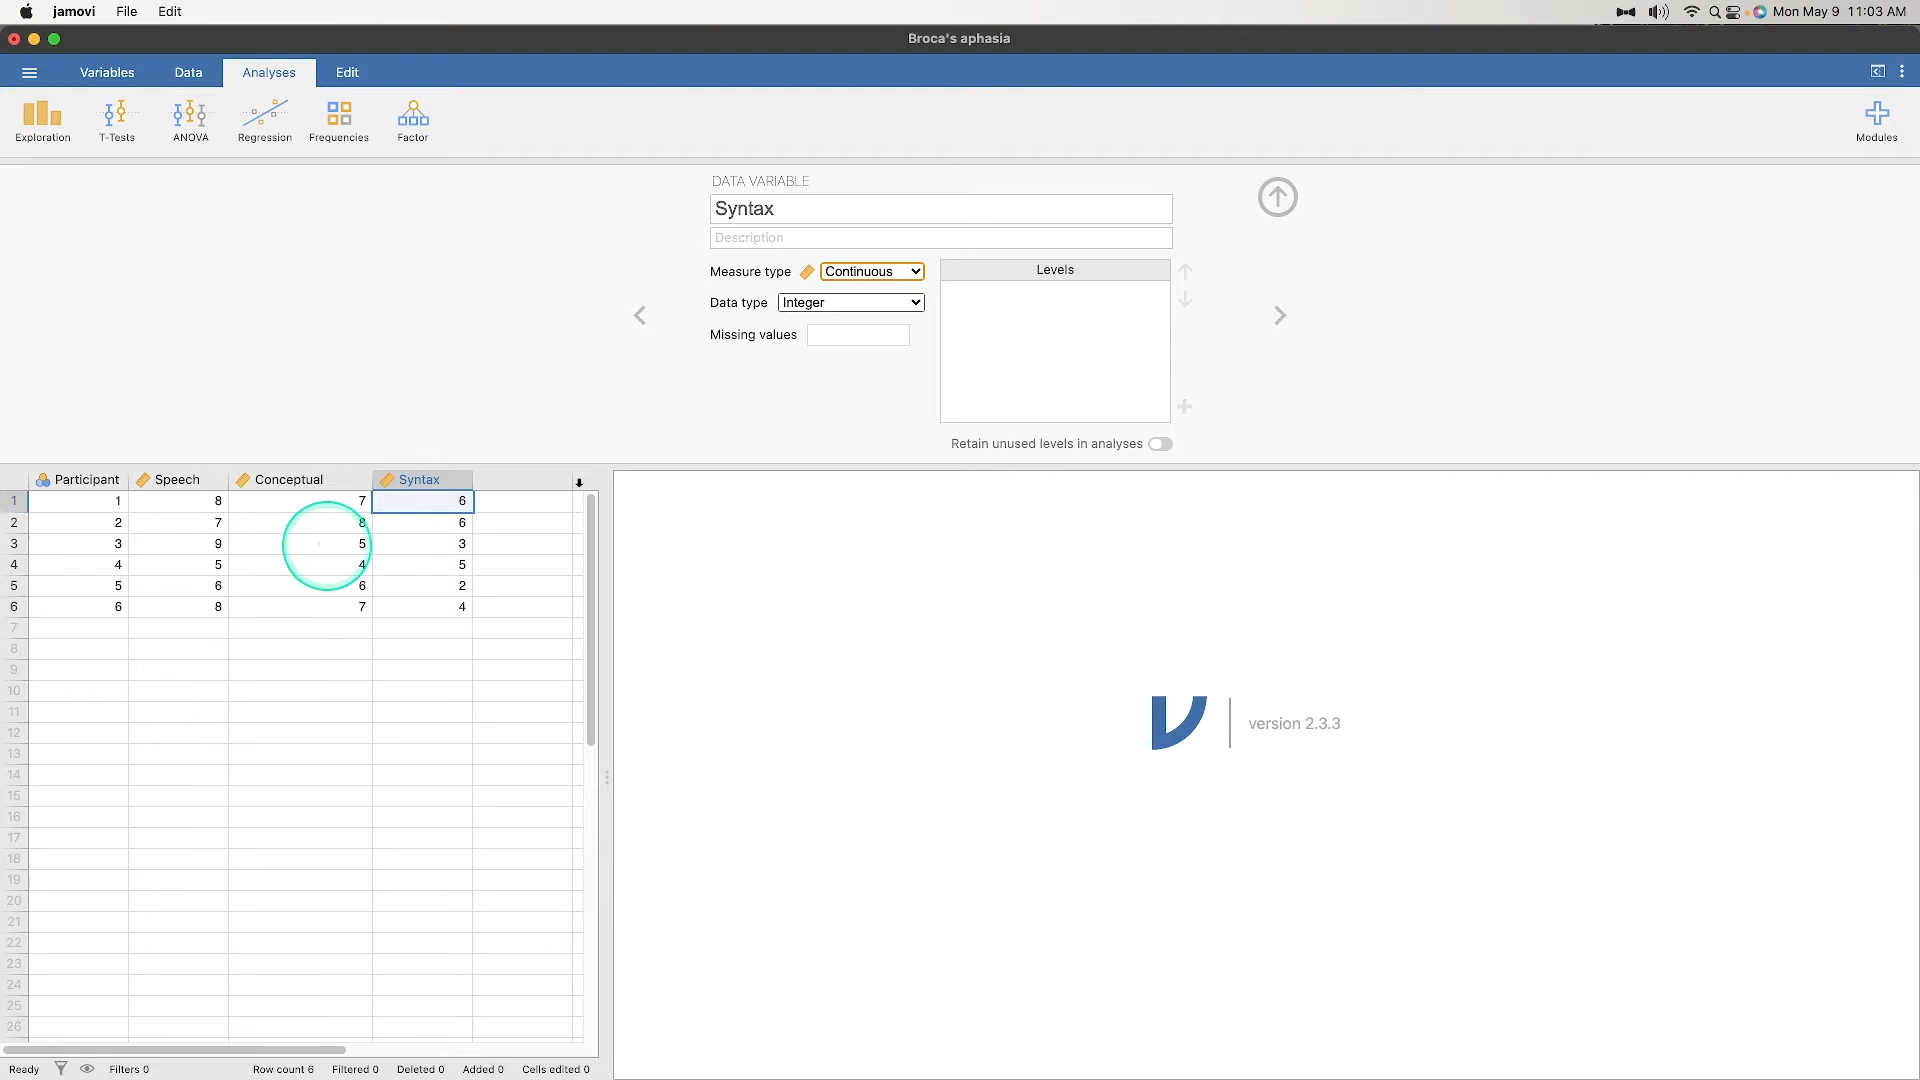 jamovi File Edit Mon May 9 11:03 AM
Broca's aphasia
Variables Data Analyses Edit
Exploration T-Tests ANOVA Regression Frequencies Factor Modules
DATA VARIABLE
Syntax
Description
Measure type Continuous Levels
Data type Integer
Missing values
Retain unused levels in analyses
Participant Speech Conceptual Syntax
1 1 8 7 6
2 2 7 8 6
3 3 9 5 3
4 4 5 4 5
5 5 6 6 2
6 6 8 7 4
7
8
9
10
11
12
version 2.3.3
13
14
15
16
17
18
19
20
21
22
23
24
25
26
Ready Filters 0 Row count 6 Filtered 0 Deleted 0 Added 0 Cells edited 0